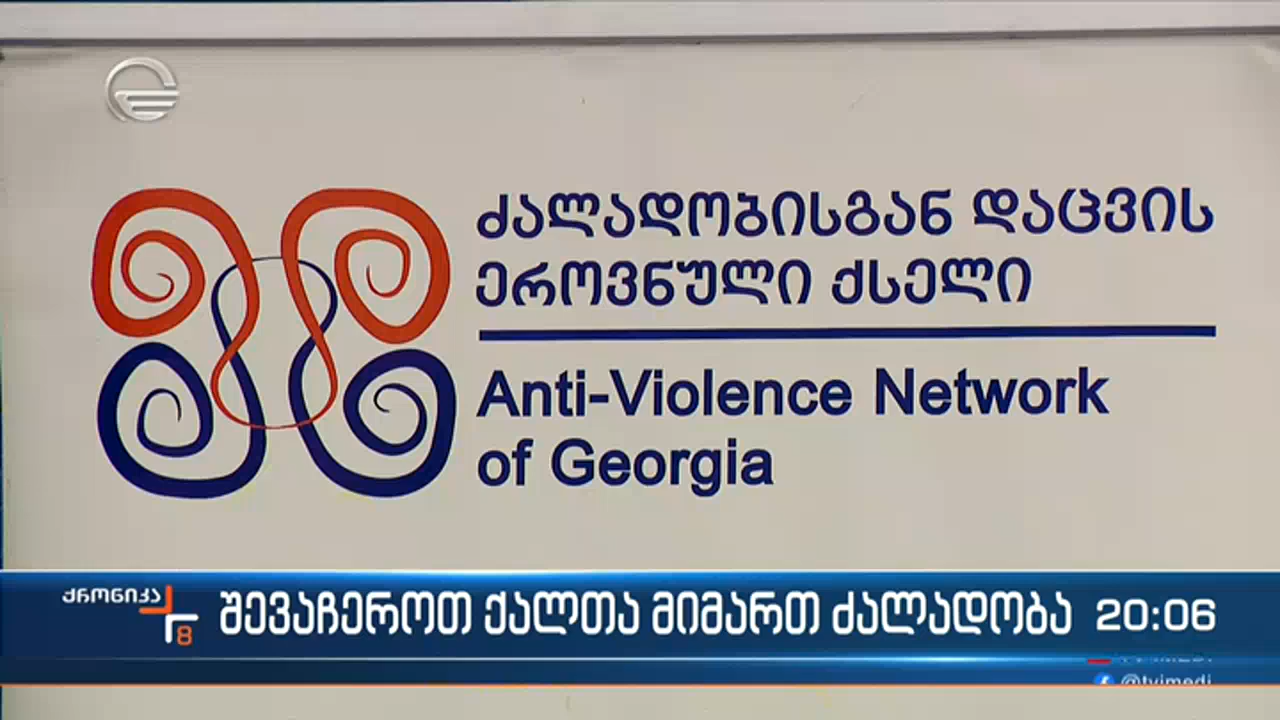 ძალადობისგან დაცვის
ეროვნული ქსელი
Anti-Violence Network
of Georgia
ქრონიკა
8
შევაჩეროთ ქალთა მიმართ ძალადობა
20:06
@tvimedi